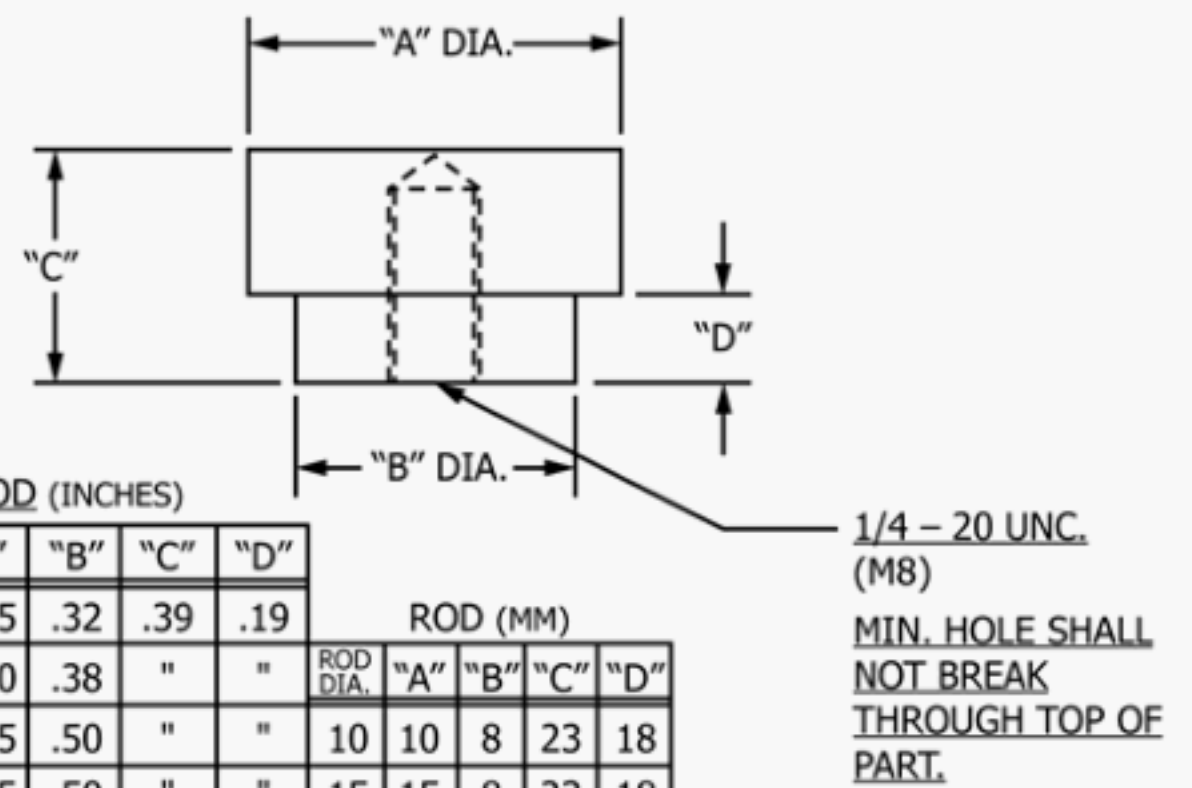 “A” DIA.
“C”
“D”
“B” DIA.
(INCHES)
“B” “C” “D”
.32 .39 .19
.38 " "
.50 " "
1/4 – 20 UNC.
(M8)
MIN. HOLE SHALL
NOT BREAK
THROUGH TOP OF
PART.
ROD (MM)
ROD DIA. “A” “B” “C” “D”
10 10 8 23 18